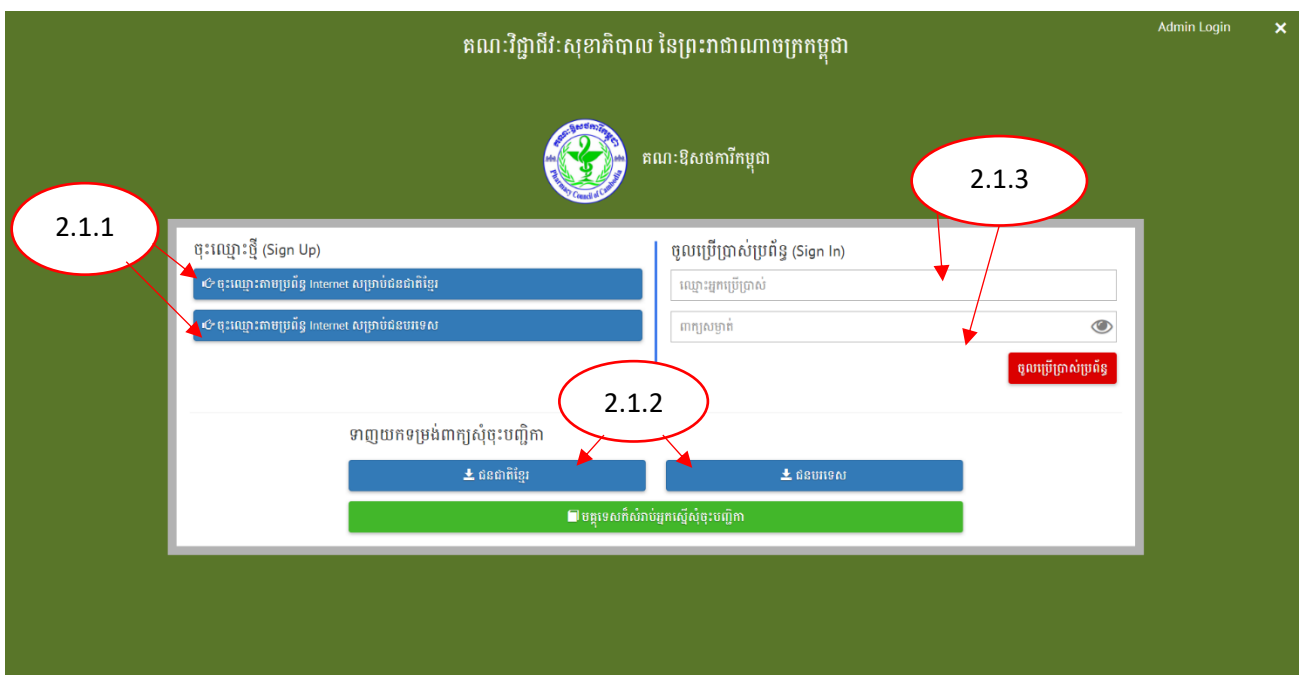 Admin Login ×
គណៈវិជ្ជាជីវៈសុខាភិបាល នៃព្រះរាជាណាចក្រកម្ពុជា
Pharmacy Council of Cambodia
គណៈឱសថការីកម្ពុជា
2.1.3
2.1.1
ចុះឈ្មោះថ្មី (Sign Up)
ចុះឈ្មោះតាមប្រព័ន្ធ Internet សម្រាប់ជនជាតិខ្មែរ
ចុះឈ្មោះតាមប្រព័ន្ធ Internet សម្រាប់ជនបរទេស
ចូលប្រើប្រាស់ប្រព័ន្ធ (Sign In)
ឈ្មោះអ្នកប្រើប្រាស់
ពាក្យសម្ងាត់
ចូលប្រើប្រាស់ប្រព័ន្ធ
2.1.2
ទាញយកទម្រង់ពាក្យសុំចុះបញ្ជិកា
ជនជាតិខ្មែរ
ជនបរទេស
មគ្គុទេសក៏សំរាប់អ្នកស្នើសុំចុះបញ្ជិកា